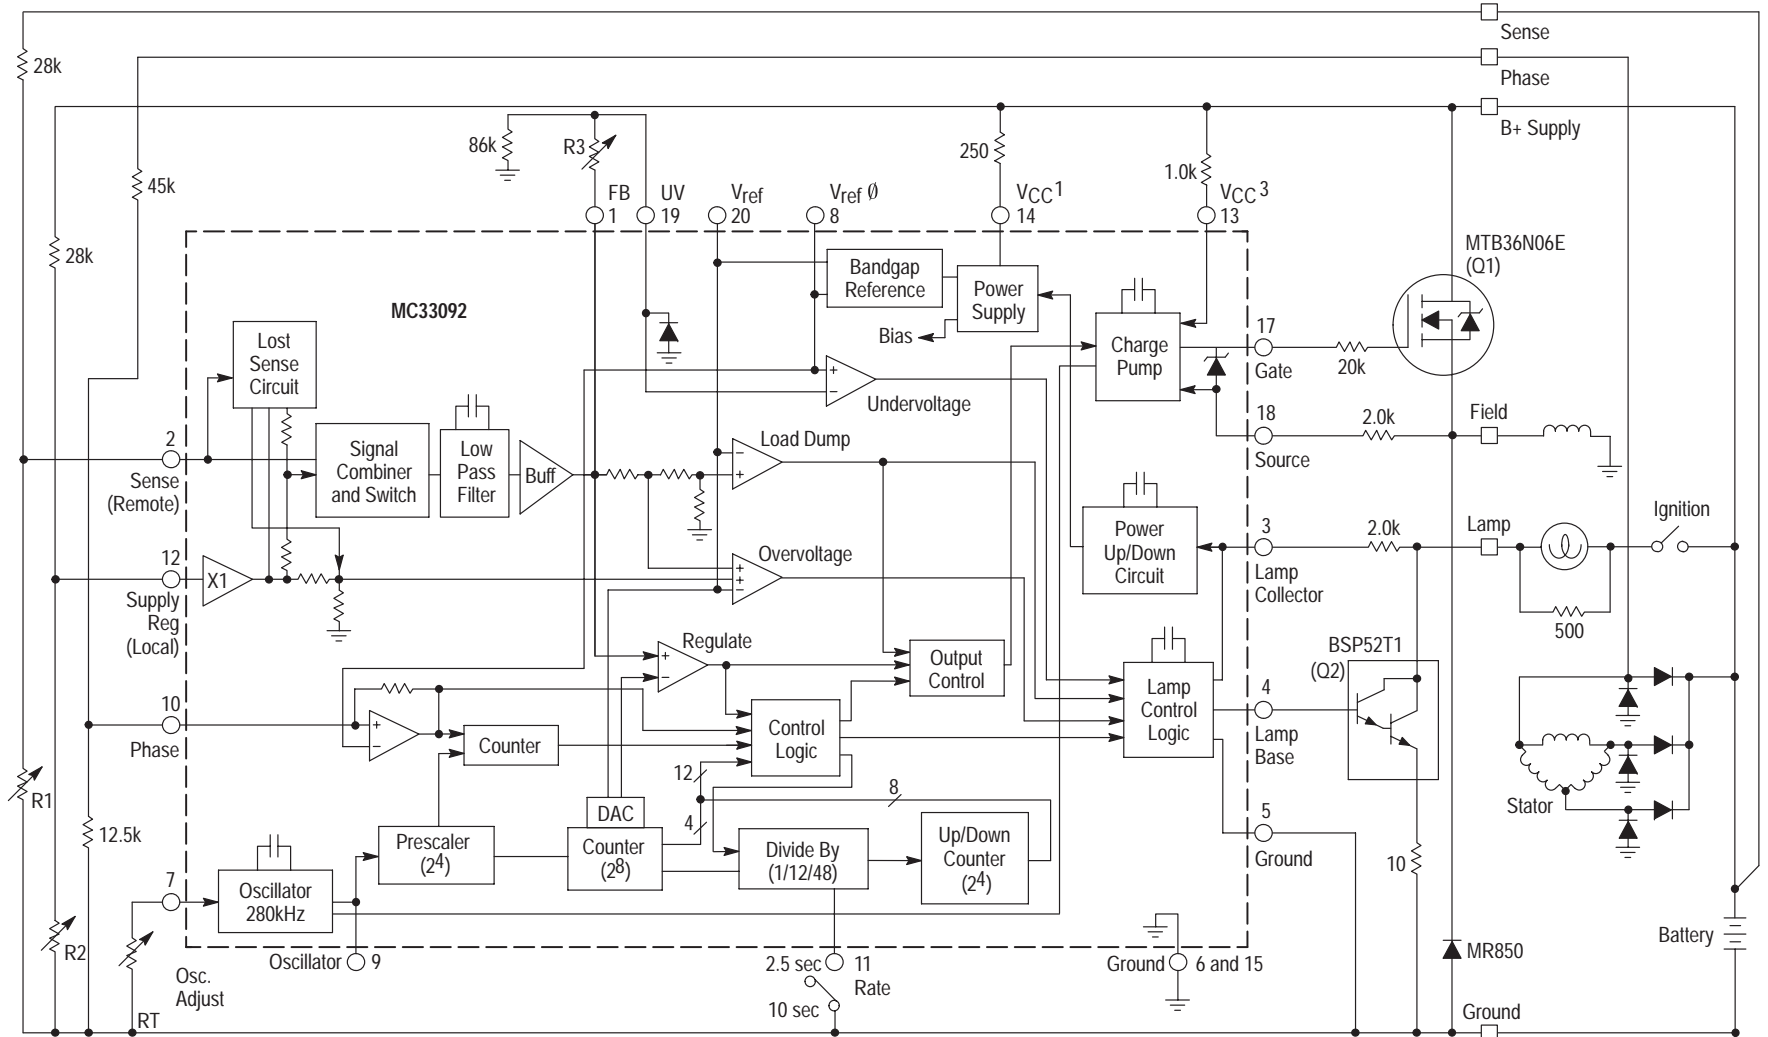 Sense
28k
Phase
B+ Supply
86k
R3
250
1.0k
45k
FB
UV
Vref
Vref Ø
VCC1
VCC3
1
19
20
8
14
13
28k
MTB36N06E
(Q1)
MC33092
Bandgap
Reference
Power
Supply
Bias
Lost
Sense
Circuit
Charge
Pump
17
Gate
20k
Undervoltage
18
Source
2.0k
Field
2
Sense
(Remote)
Signal
Combiner
and Switch
Low
Pass
Filter
Buff
Load Dump
−
+
+
−
Power
Up/Down
Circuit
3
Lamp
Collector
2.0k
Lamp
Ignition
500
12
Supply
Reg
(Local)
X1
Overvoltage
+
+
−
BSP52T1
(Q2)
Regulate
+
−
Output
Control
Lamp
Control
Logic
4
Lamp
Base
10
Phase
+
−
Counter
Control
Logic
12
8
4
Stator
R1
12.5k
DAC
Prescaler
(24)
Counter
(28)
Divide By
(1/12/48)
Up/Down
Counter
(24)
5
Ground
10
7
Oscillator
280kHz
R2
Osc.
Adjust
RT
Oscillator
9
2.5 sec
11
Rate
10 sec
Ground
6 and 15
MR850
Battery
Ground